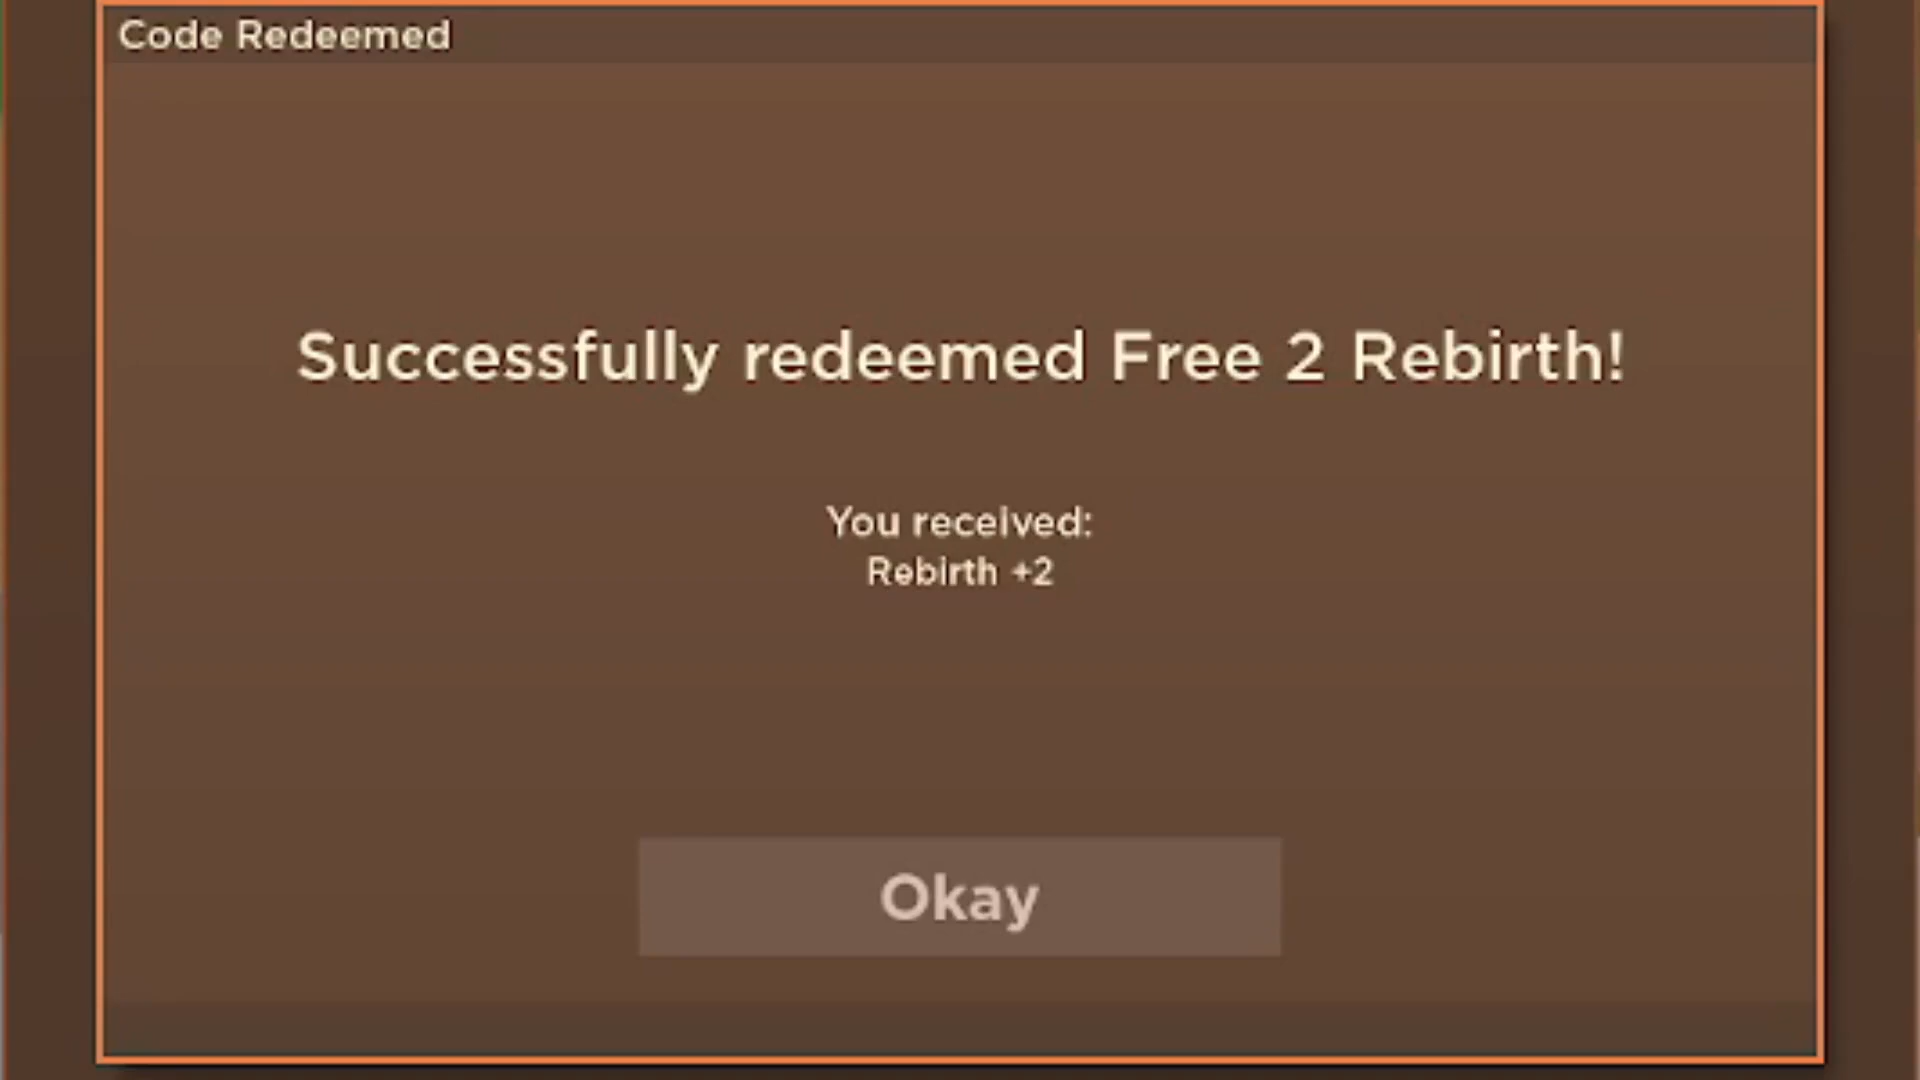 Code Redeemed
Successfully redeemed Free 2 Rebirth!
You received:
Rebirth +2
Okay